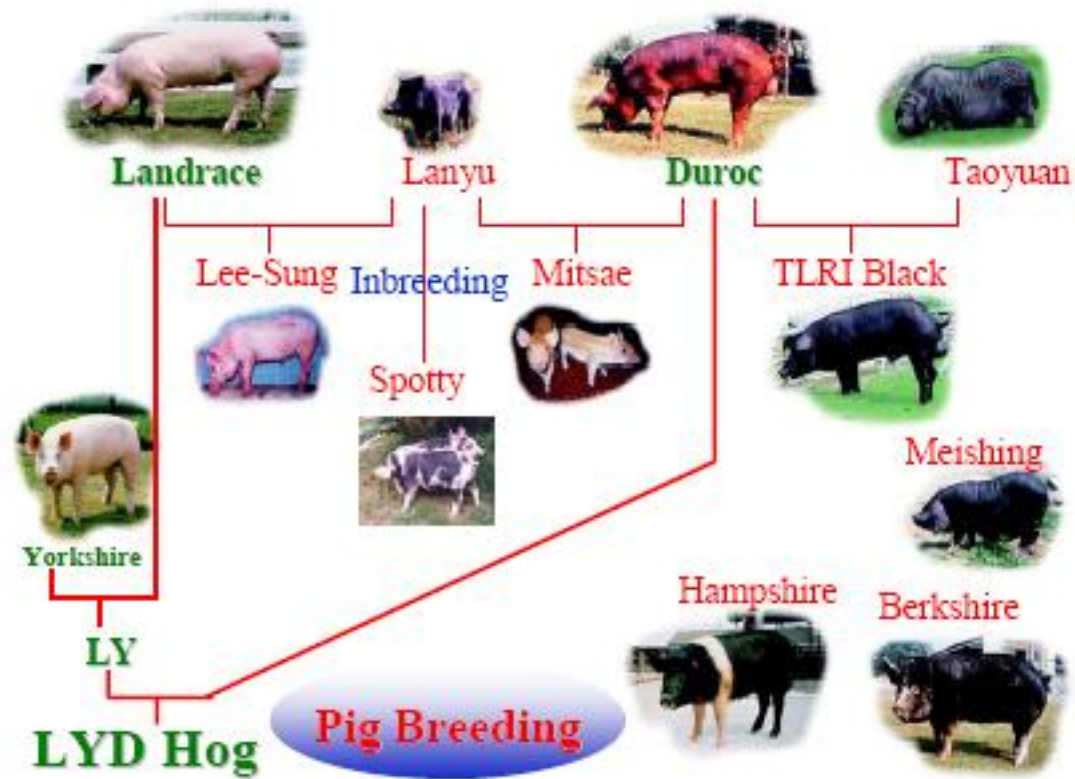 Landrace
Lanyu
Duroc
Taoyuan
Lee-Sung
Inbreeding
Mitsae
TLRI Black
Spotty
Meishing
Yorkshire
Hampshire
Berkshire
LY
LYD Hog
Pig Breeding